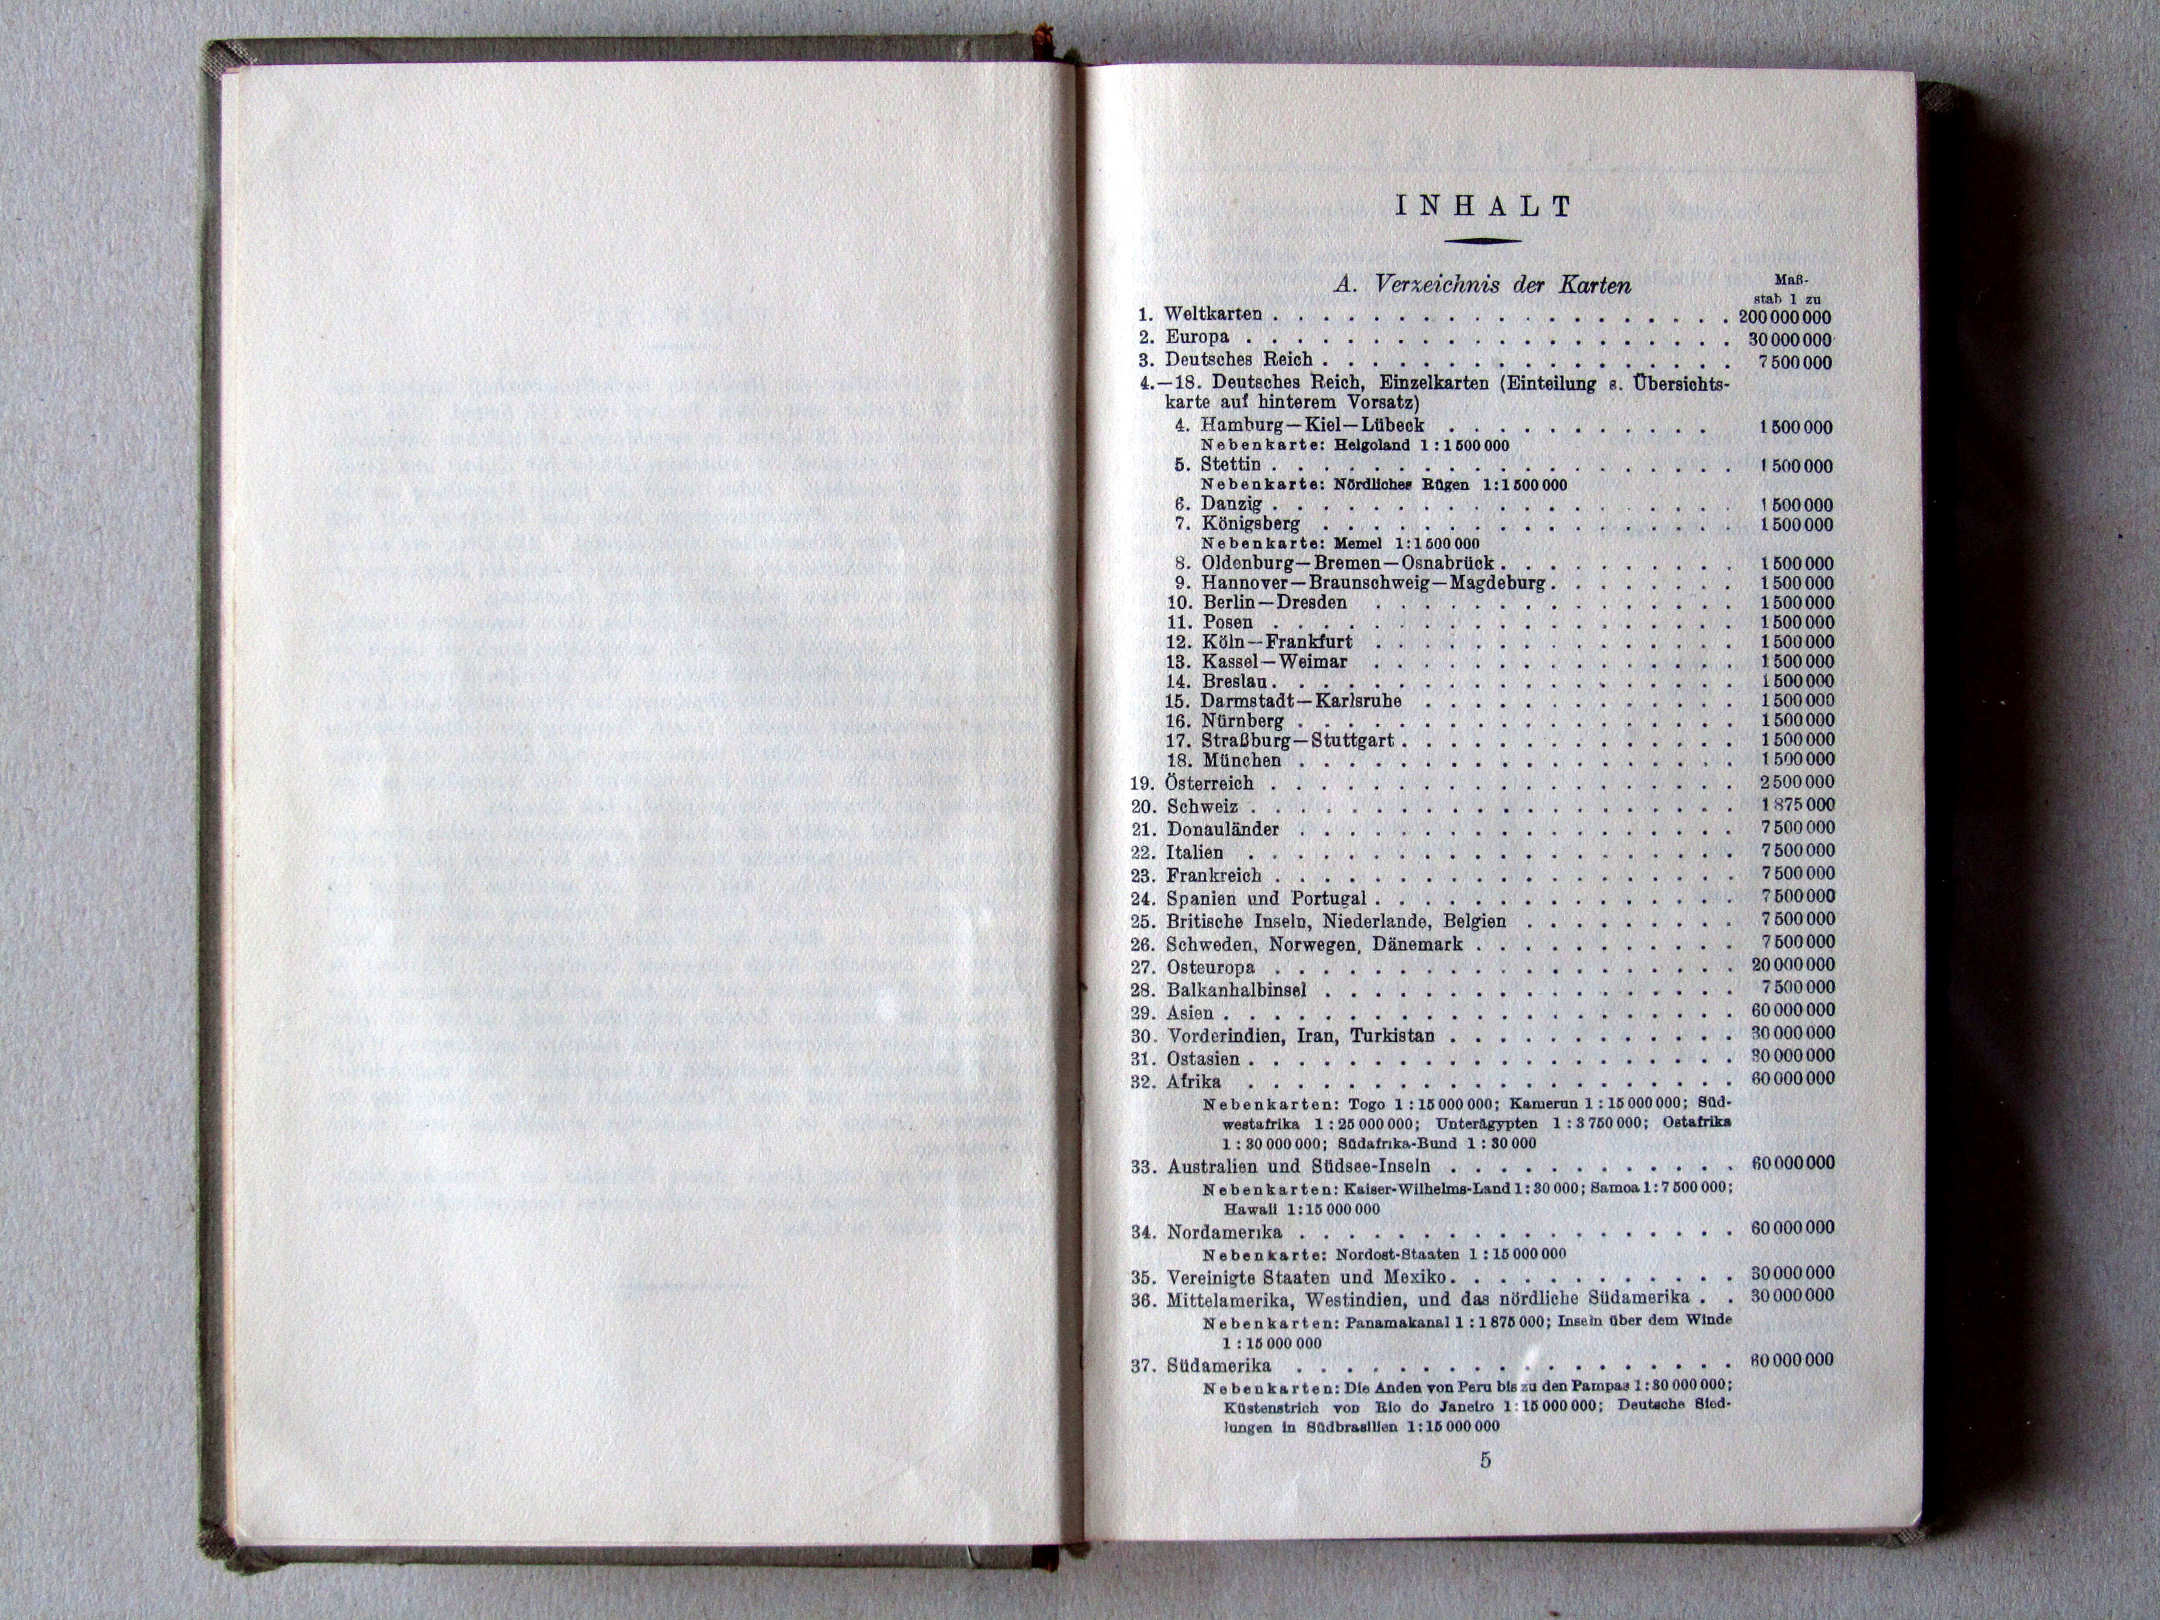 INHALT
A. Verzeichnis der Karten
Maß-
stab 1 zu
1. Weltkarten . . . . . . . . . . . . . . . . . . . 200 000 000
2. Europa . . . . . . . . . . . . . . . . . . . . 30 000 000
3. Deutsches Reich . . . . . . . . . . . . . . . . . 7 500 000
4.—18. Deutsches Reich, Einzelkarten (Einteilung s. Übersichts-
karte auf hinterem Vorsatz)
4. Hamburg—Kiel—Lübeck . . . . . . . . . . . 1 500 000
Nebenkarte: Helgoland 1 : 1 500 000
5. Stettin . . . . . . . . . . . . . . . . . . . 1 500 000
Nebenkarte: Nördliches Rügen 1 : 1 500 000
6. Danzig . . . . . . . . . . . . . . . . . . . 1 500 000
7. Königsberg . . . . . . . . . . . . . . . . . 1 500 000
Nebenkarte: Memel 1 : 1 500 000
8. Oldenburg—Bremen—Osnabrück . . . . . . . . . . 1 500 000
9. Hannover—Braunschweig—Magdeburg . . . . . . . . 1 500 000
10. Berlin—Dresden . . . . . . . . . . . . . . . 1 500 000
11. Posen . . . . . . . . . . . . . . . . . . . 1 500 000
12. Köln—Frankfurt . . . . . . . . . . . . . . . 1 500 000
13. Kassel—Weimar . . . . . . . . . . . . . . . 1 500 000
14. Breslau . . . . . . . . . . . . . . . . . . . 1 500 000
15. Darmstadt—Karlsruhe . . . . . . . . . . . . . 1 500 000
16. Nürnberg . . . . . . . . . . . . . . . . . . 1 500 000
17. Straßburg—Stuttgart . . . . . . . . . . . . . . 1 500 000
18. München . . . . . . . . . . . . . . . . . . 1 500 000
19. Österreich . . . . . . . . . . . . . . . . . . . 2 500 000
20. Schweiz . . . . . . . . . . . . . . . . . . . . 1 875 000
21. Donauländer . . . . . . . . . . . . . . . . . . 7 500 000
22. Italien . . . . . . . . . . . . . . . . . . . . 7 500 000
23. Frankreich . . . . . . . . . . . . . . . . . . . 7 500 000
24. Spanien und Portugal . . . . . . . . . . . . . . . 7 500 000
25. Britische Inseln, Niederlande, Belgien . . . . . . . . . 7 500 000
26. Schweden, Norwegen, Dänemark . . . . . . . . . . . 7 500 000
27. Osteuropa . . . . . . . . . . . . . . . . . . . 20 000 000
28. Balkanhalbinsel . . . . . . . . . . . . . . . . . 7 500 000
29. Asien . . . . . . . . . . . . . . . . . . . . . 60 000 000
30. Vorderindien, Iran, Turkistan . . . . . . . . . . . . 30 000 000
31. Ostasien . . . . . . . . . . . . . . . . . . . . 30 000 000
32. Afrika . . . . . . . . . . . . . . . . . . . . 60 000 000
Nebenkarten: Togo 1 : 15 000 000; Kamerun 1 : 15 000 000; Süd-
westafrika 1 : 25 000 000; Unterägypten 1 : 3 750 000; Ostafrika
1 : 30 000 000; Südafrika-Bund 1 : 30 000
33. Australien und Südsee-Inseln . . . . . . . . . . . . 60 000 000
Nebenkarten: Kaiser-Wilhelms-Land 1 : 30 000; Samoa 1 : 7 500 000;
Hawaii 1 : 15 000 000
34. Nordamerika . . . . . . . . . . . . . . . . . . 60 000 000
Nebenkarte: Nordost-Staaten 1 : 15 000 000
35. Vereinigte Staaten und Mexiko . . . . . . . . . . . . 30 000 000
36. Mittelamerika, Westindien, und das nördliche Südamerika . . 30 000 000
Nebenkarten: Panamakanal 1 : 1 875 000; Inseln über dem Winde
1 : 15 000 000
37. Südamerika . . . . . . . . . . . . . . . . . . 60 000 000
Nebenkarten: Die Anden von Peru bis zu den Pampas 1 : 30 000 000;
Küstenstrich von Rio do Janeiro 1 : 15 000 000; Deutsche Sied-
lungen in Südbrasilien 1 : 15 000 000
5